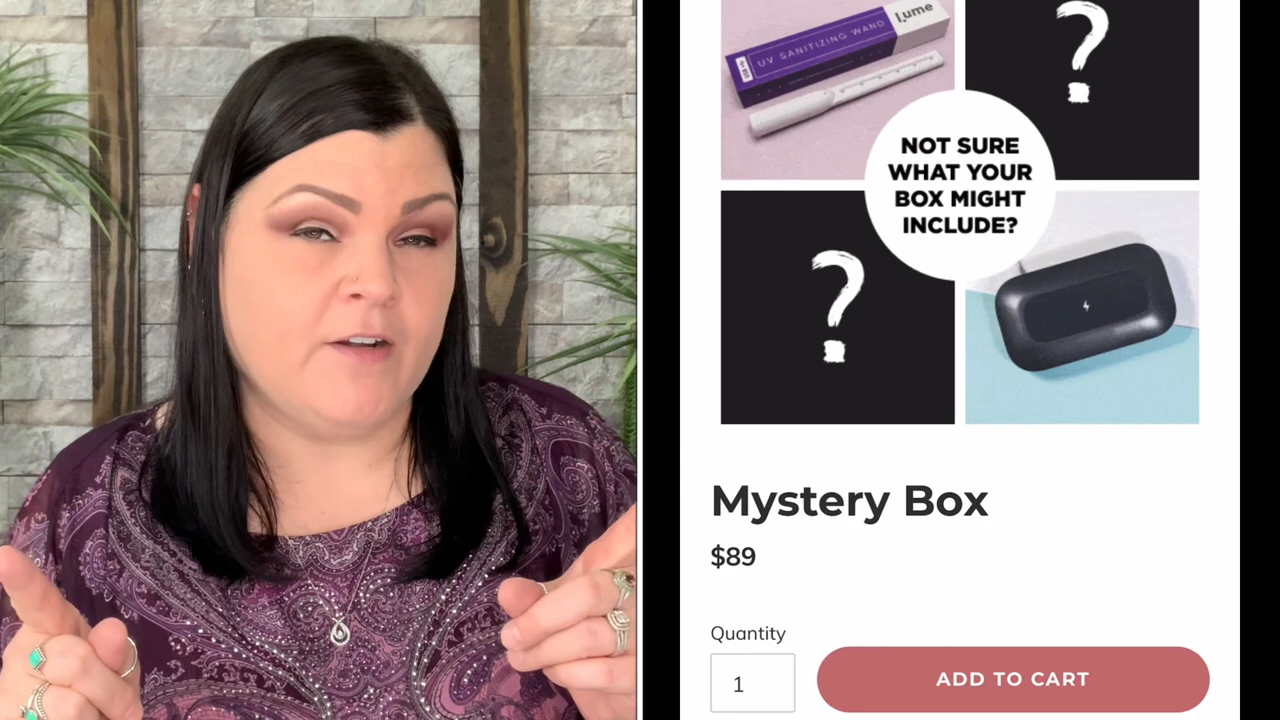 Lume
UV SANITIZING WAND
?
NOT SURE
WHAT YOUR
BOX MIGHT
INCLUDE?
?
Mystery Box
$89
Quantity
1
ADD TO CART